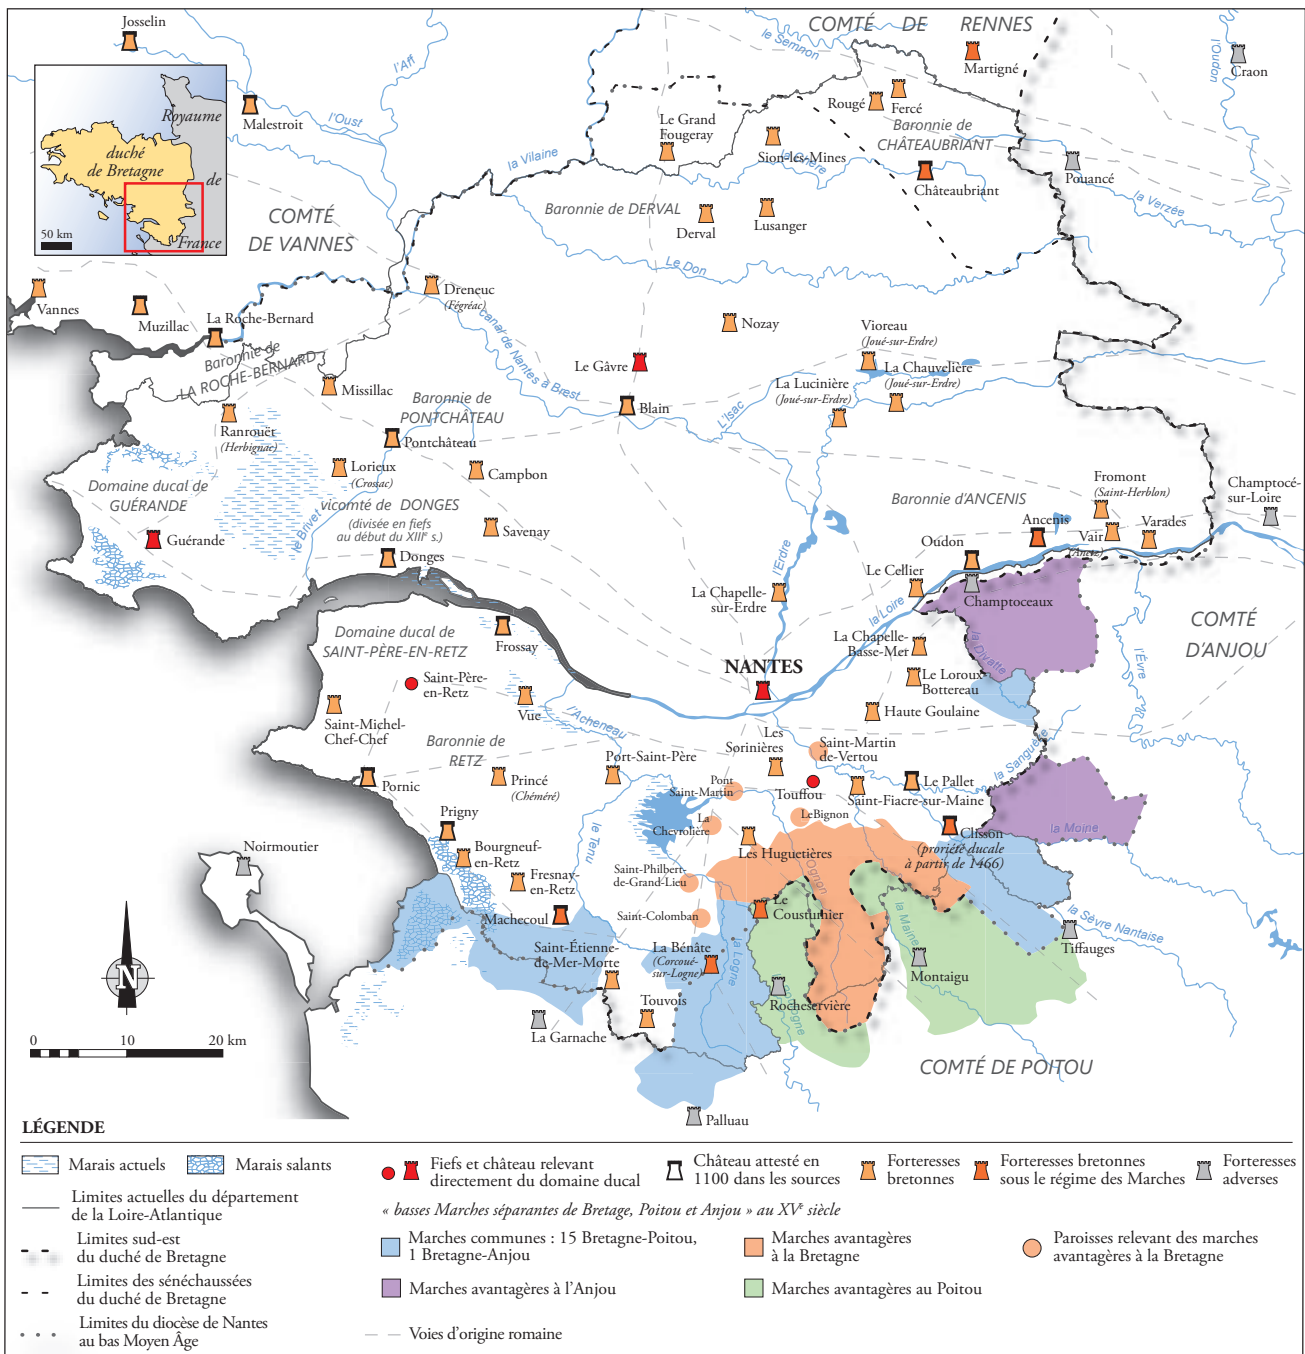 Josselin
COMTÉ DE RENNES
le Semnon
Martigné
l'Oudon
Craon
l'Aff
Royaume
de
France
duché
de Bretagne
50 km
Malestroit
l'Oust
Rougé
Fercé
Le Grand
Fougeray
Baronnie de
CHÂTEAUBRIANT
la Vilaine
Sion-les-Mines
la Chère
Châteaubriant
Pouancé
la Verzée
COMTÉ
DE VANNES
Baronnie de DERVAL
Derval
Lusanger
Le Don
Vannes
Muzillac
La Roche-Bernard
Dreneuc
(Fégréac)
canal de Nantes à Brest
Nozay
Vioreau
(Joué-sur-Erdre)
Baronnie de
LA ROCHE-BERNARD
Missillac
Le Gâvre
La Chauvelière
(Joué-sur-Erdre)
La Lucinière
(Joué-sur-Erdre)
Baronnie de
PONTCHÂTEAU
Blain
L'Isac
Ranrouët
(Herbignac)
Pontchâteau
Lorieux
(Crossac)
Campbon
Domaine ducal de
GUÉRANDE
Guérande
vicomté de DONGES
(divisée en fiefs
au début du XIIIe s.)
le Brivet
Savenay
Donges
Baronnie d'ANCENIS
Fromont
(Saint-Herblon)
Champtocé-
sur-Loire
Ancenis
Vair
(Anetz)
Varades
Oudon
Le Cellier
Champtoceaux
l'Erdre
La Chapelle-
sur-Erdre
la Loire
COMTÉ
D'ANJOU
l'Èvre
Domaine ducal de
SAINT-PÈRE-EN-RETZ
Frossay
La Chapelle-
Basse-Mer
la Divatte
NANTES
Saint-Père-
en-Retz
Le Loroux-
Bottereau
Saint-Michel-
Chef-Chef
Vue
l'Acheneau
Haute Goulaine
Baronnie de
RETZ
Les
Sorinières
Saint-Martin
de-Vertou
la Sanguèze
Port-Saint-Père
Pornic
Princé
(Chéméré)
Pont
Saint-Martin
Touffou
Le Pallet
Saint-Fiacre-sur-Maine
Prigny
La
Chevrolière
LeBignon
la Moine
Clisson
(propriété ducale
à partir de 1466)
Noirmoutier
Bourgneuf-
en-Retz
le Tenu
Les Huguetières
Fresnay-
en-Retz
Saint-Philbert-
de-Grand-Lieu
l'Ognon
Machecoul
Saint-Colomban
Le
Coustumier
la Maine
la Sèvre Nantaise
Tiffauges
Saint-Étienne-
de-Mer-Morte
La Bénâte
(Corcoué-
sur-Logne)
la Logne
Montaigu
Touvois
Rocheservière
La Garnache
N
0 10 20 km
COMTÉ DE POITOU
Palluau
LÉGENDE
Marais actuels
Marais salants
Limites actuelles du département
de la Loire-Atlantique
Limites sud-est
du duché de Bretagne
Limites des sénéchaussées
du duché de Bretagne
Limites du diocèse de Nantes
au bas Moyen Âge
Fiefs et château relevant
directement du domaine ducal
Château attesté en
1100 dans les sources
Forteresses
bretonnes
Forteresses bretonnes
sous le régime des Marches
Forteresses
adverses
« basses Marches séparantes de Bretage, Poitou et Anjou » au XVe siècle
Marches communes : 15 Bretagne-Poitou,
1 Bretagne-Anjou
Marches avantagères
à la Bretagne
Paroisses relevant des marches
avantagères à la Bretagne
Marches avantagères à l'Anjou
Marches avantagères au Poitou
Voies d'origine romaine